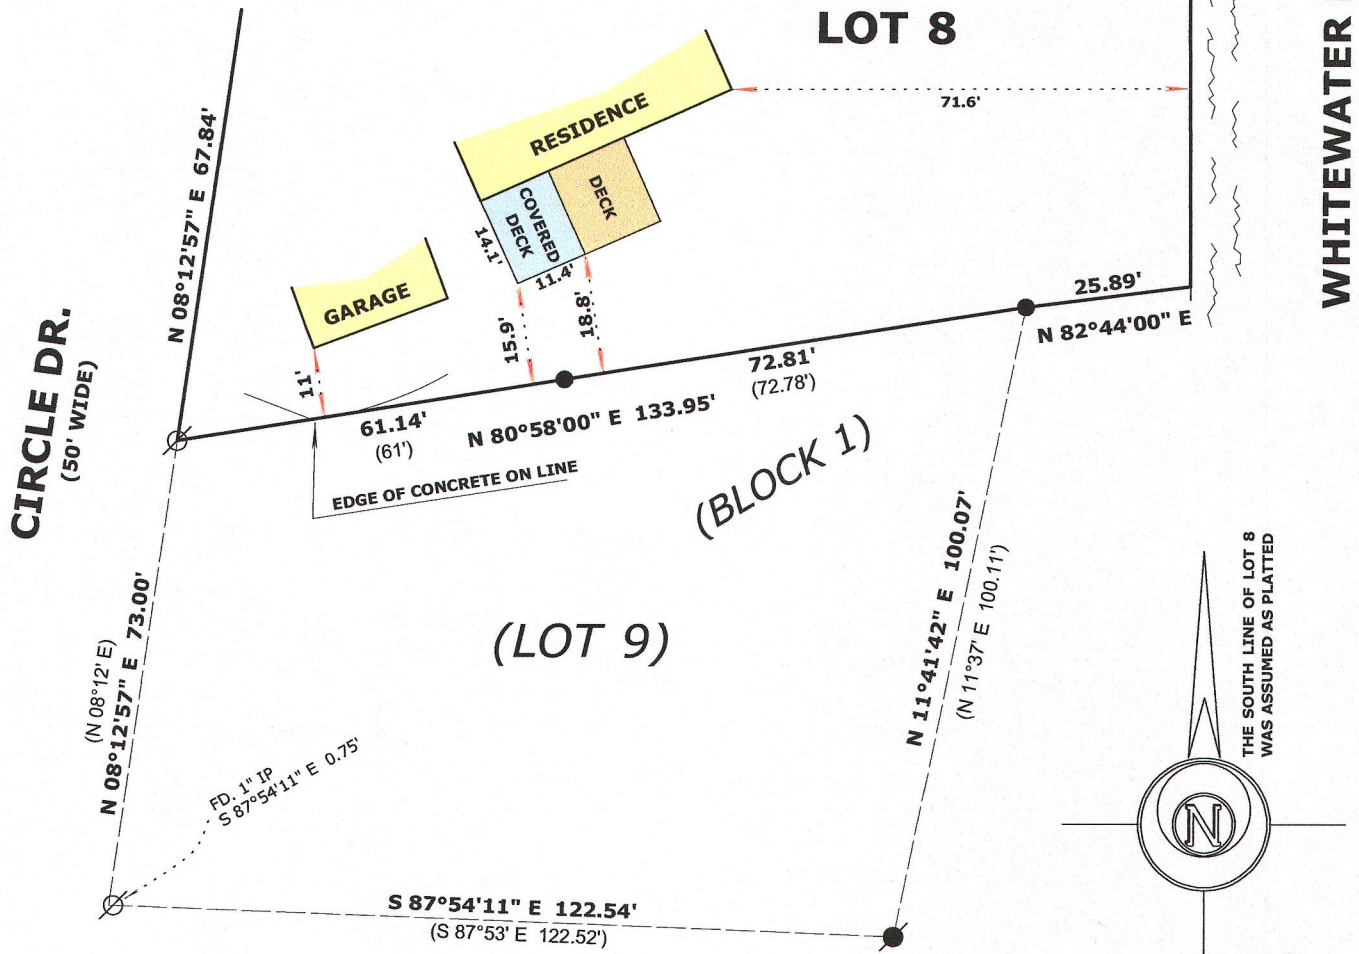 LOT 8
WHITEWATER
71.6'
RESIDENCE
DECK
COVERED
DECK
14.1'
11.4'
GARAGE
N 08°12'57" E 67.84'
CIRCLE DR.
(50' WIDE)
11'
15.9'
18.8'
25.89'
N 82°44'00" E
72.81'
(72.78')
61.14'
(61')
N 80°58'00" E 133.95'
EDGE OF CONCRETE ON LINE
(BLOCK 1)
(LOT 9)
N 11°41'42" E 100.07'
(N 11°37' E 100.11')
THE SOUTH LINE OF LOT 8
WAS ASSUMED AS PLATTED
N
(N 08°12' E)
N 08°12'57" E 73.00'
FD. 1" IP
S 87°54'11" E 0.75'
S 87°54'11" E 122.54'
(S 87°53' E 122.52')